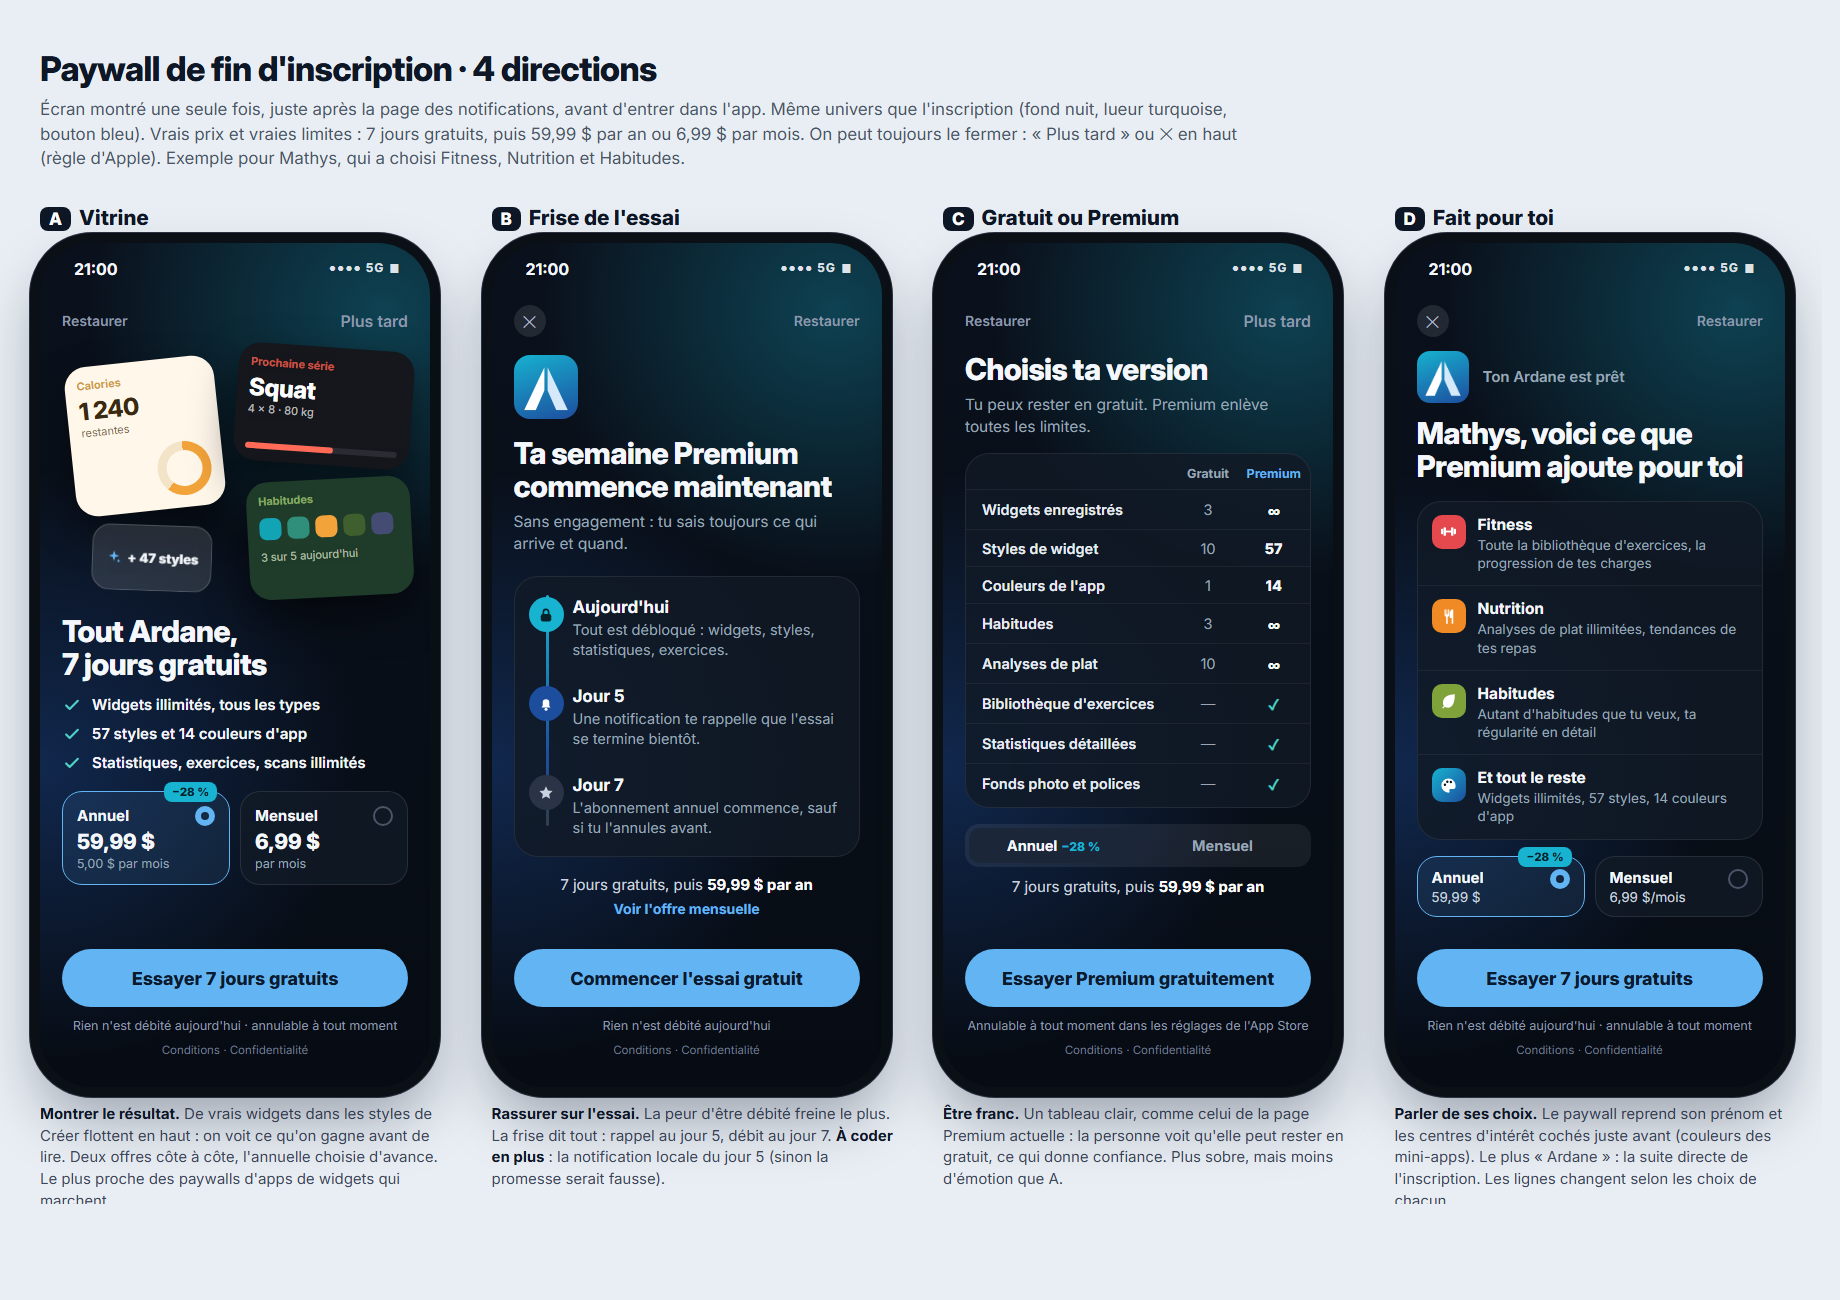 Paywall de fin d'inscription · 4 directions
Écran montré une seule fois, juste après la page des notifications, avant d'entrer dans l'app. Même univers que l'inscription (fond nuit, lueur turquoise,
bouton bleu). Vrais prix et vraies limites : 7 jours gratuits, puis 59,99 $ par an ou 6,99 $ par mois. On peut toujours le fermer : « Plus tard » ou ✕ en haut
(règle d'Apple). Exemple pour Mathys, qui a choisi Fitness, Nutrition et Habitudes.
A Vitrine
21:00
5G
Restaurer
Plus tard
Calories
1 240
restantes
Prochaine série
Squat
4 × 8 · 80 kg
Habitudes
3 sur 5 aujourd'hui
+ 47 styles
Tout Ardane,
7 jours gratuits
✓ Widgets illimités, tous les types
✓ 57 styles et 14 couleurs d'app
✓ Statistiques, exercices, scans illimités
−28 %
Annuel
59,99 $
5,00 $ par mois
Mensuel
6,99 $
par mois
Essayer 7 jours gratuits
Rien n'est débité aujourd'hui · annulable à tout moment
Conditions · Confidentialité
Montrer le résultat. De vrais widgets dans les styles de
Créer flottent en haut : on voit ce qu'on gagne avant de
lire. Deux offres côte à côte, l'annuelle choisie d'avance.
Le plus proche des paywalls d'apps de widgets qui
marchent
B Frise de l'essai
21:00
5G
✕
Restaurer
Ta semaine Premium
commence maintenant
Sans engagement : tu sais toujours ce qui
arrive et quand.
Aujourd'hui
Tout est débloqué : widgets, styles,
statistiques, exercices.
Jour 5
Une notification te rappelle que l'essai
se termine bientôt.
Jour 7
L'abonnement annuel commence, sauf
si tu l'annules avant.
7 jours gratuits, puis 59,99 $ par an
Voir l'offre mensuelle
Commencer l'essai gratuit
Rien n'est débité aujourd'hui
Conditions · Confidentialité
Rassurer sur l'essai. La peur d'être débité freine le plus.
La frise dit tout : rappel au jour 5, débit au jour 7. À coder
en plus : la notification locale du jour 5 (sinon la
promesse serait fausse).
C Gratuit ou Premium
21:00
5G
Restaurer
Plus tard
Choisis ta version
Tu peux rester en gratuit. Premium enlève
toutes les limites.
Gratuit Premium
Widgets enregistrés 3 ∞
Styles de widget 10 57
Couleurs de l'app 1 14
Habitudes 3 ∞
Analyses de plat 10 ∞
Bibliothèque d'exercices — ✓
Statistiques détaillées — ✓
Fonds photo et polices — ✓
Annuel −28 % Mensuel
7 jours gratuits, puis 59,99 $ par an
Essayer Premium gratuitement
Annulable à tout moment dans les réglages de l'App Store
Conditions · Confidentialité
Être franc. Un tableau clair, comme celui de la page
Premium actuelle : la personne voit qu'elle peut rester en
gratuit, ce qui donne confiance. Plus sobre, mais moins
d'émotion que A.
D Fait pour toi
21:00
5G
✕
Restaurer
Ton Ardane est prêt
Mathys, voici ce que
Premium ajoute pour toi
Fitness
Toute la bibliothèque d'exercices, la
progression de tes charges
Nutrition
Analyses de plat illimitées, tendances de
tes repas
Habitudes
Autant d'habitudes que tu veux, ta
régularité en détail
Et tout le reste
Widgets illimités, 57 styles, 14 couleurs
d'app
−28 %
Annuel
59,99 $
Mensuel
6,99 $/mois
Essayer 7 jours gratuits
Rien n'est débité aujourd'hui · annulable à tout moment
Conditions · Confidentialité
Parler de ses choix. Le paywall reprend son prénom et
les centres d'intérêt cochés juste avant (couleurs des
mini-apps). Le plus « Ardane » : la suite directe de
l'inscription. Les lignes changent selon les choix de
chacun